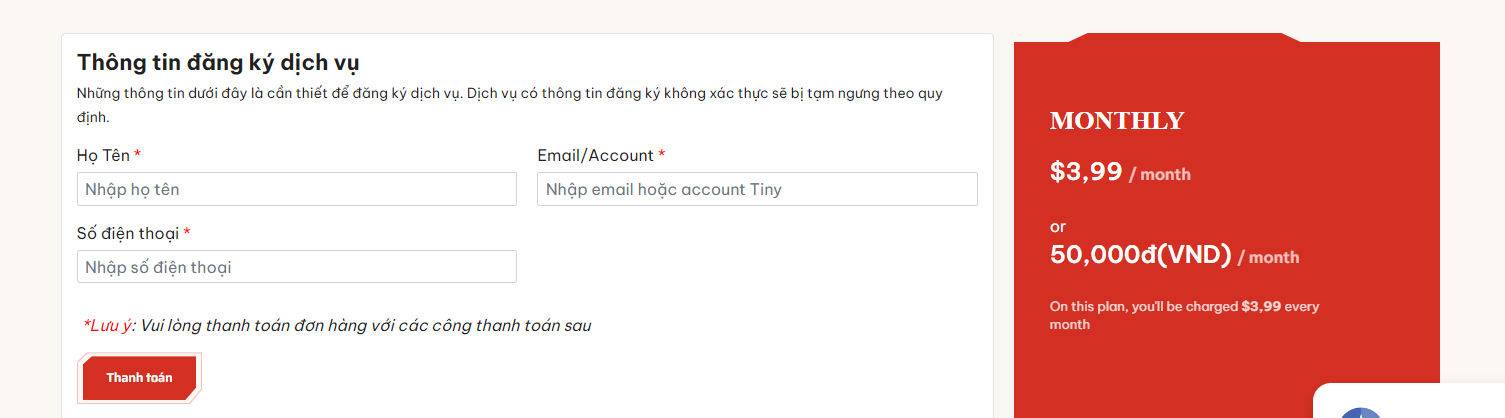 Thông tin đăng ký dịch vụ
Những thông tin dưới đây là cần thiết để đăng ký dịch vụ. Dịch vụ có thông tin đăng ký không xác thực sẽ bị tạm ngưng theo quy
định.
Họ Tên *
Email/Account *
Nhập họ tên
Nhập email hoặc account Tiny
Số điện thoại *
Nhập số điện thoại
*Lưu ý: Vui lòng thanh toán đơn hàng với các công thanh toán sau
Thanh toán
MONTHLY
$3,99 / month
or
50,000đ(VND) / month
On this plan, you'll be charged $3,99 every
month